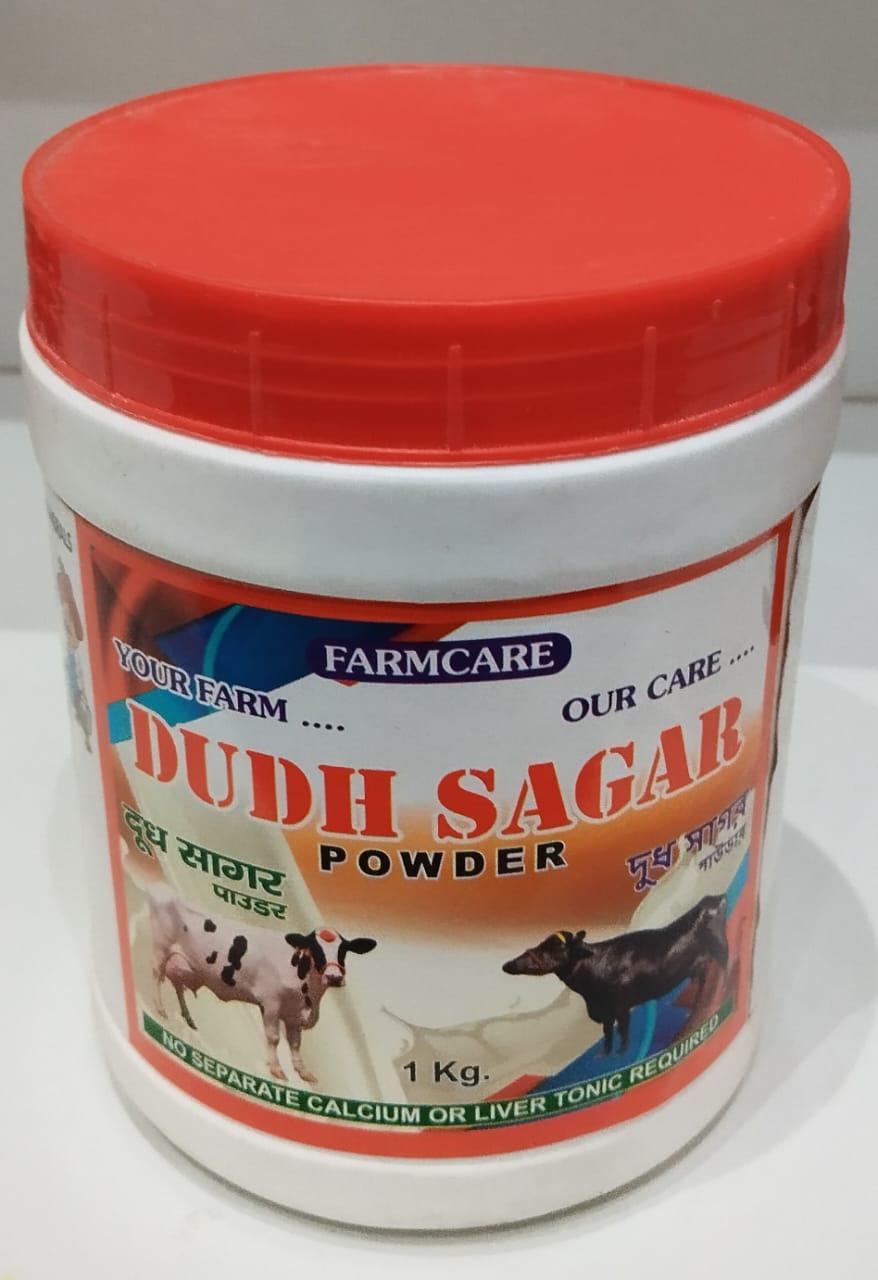 FARMCARE
YOUR FARM ....
OUR CARE ....
DUDH SAGAR
POWDER
दूध सागर
पाउडर
দুধ সাগর
পাউডার
1 Kg.
NO SEPARATE CALCIUM OR LIVER TONIC REQUIRED